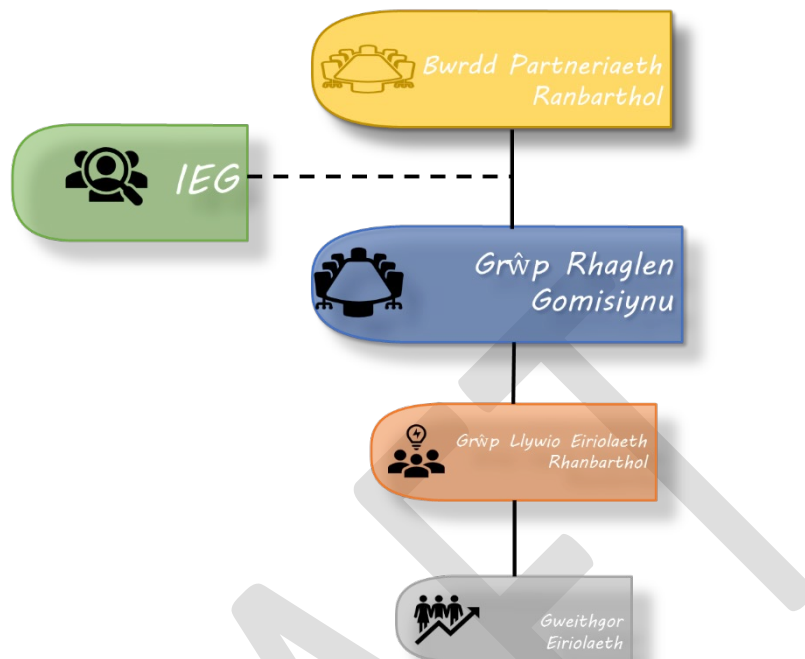 Bwrdd Partneriaeth
Ranbarthol
IEG
Grŵp Rhaglen
Gomisiynu
Grŵp Llywio Eiriolaeth
Rhanbarthol
Gweithgor
Eiriolaeth